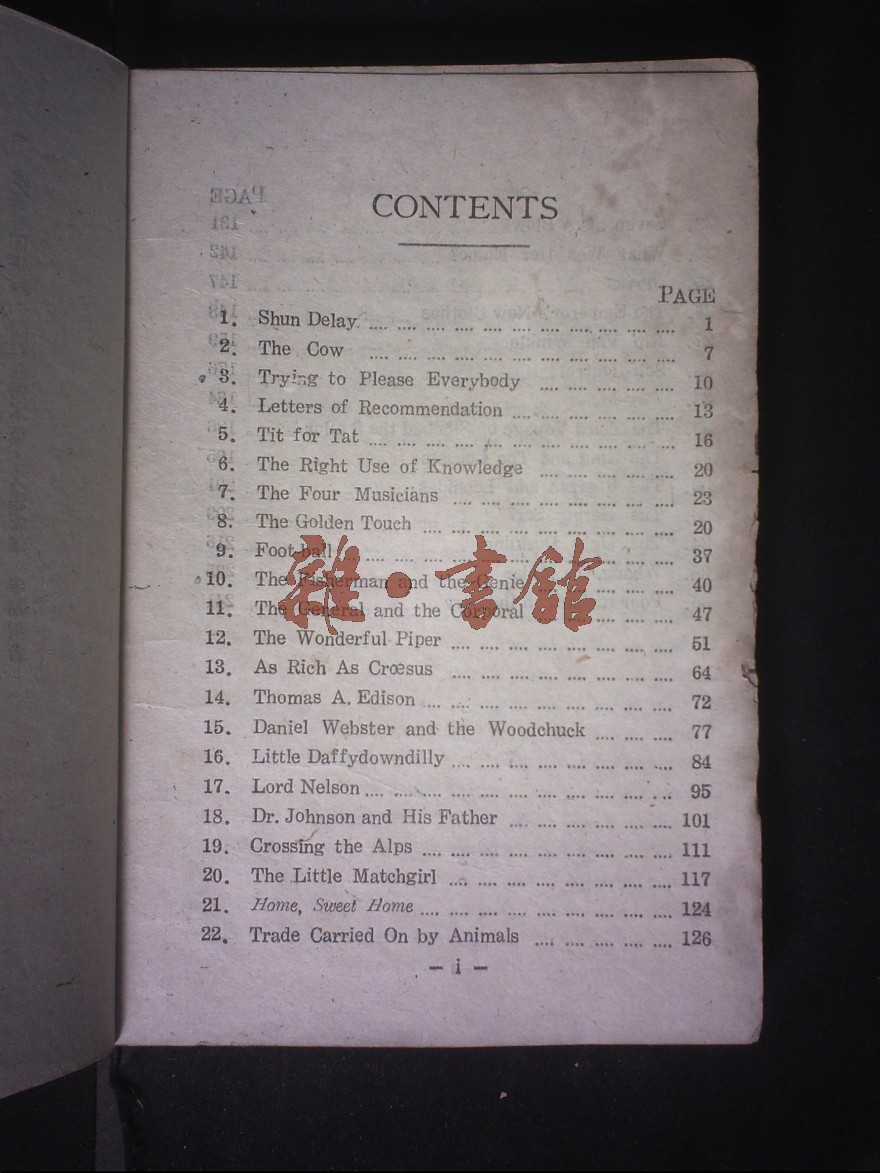 CONTENTS
PAGE
1. Shun Delay .... .... .... .... .... .... .... .... .... .... .... 1
2. The Cow .... .... .... .... .... .... .... .... .... .... .... 7
3. Trying to Please Everybody .... .... .... .... .... 10
4. Letters of Recommendation .... .... .... .... .... .... 13
5. Tit for Tat .... .... .... .... .... .... .... .... .... .... .... 16
6. The Right Use of Knowledge .... .... .... .... .... 20
7. The Four Musicians .... .... .... .... .... .... .... .... 23
8. The Golden Touch .... .... .... .... .... .... .... .... .... 20
9. Foot-ball .... .... .... .... .... .... .... .... .... .... .... .... 37
10. The Fisherman and the Genie .... .... .... .... .... 40
11. The General and the Corporal .... .... .... .... .... 47
12. The Wonderful Piper .... .... .... .... .... .... .... .... 51
13. As Rich As Crœsus .... .... .... .... .... .... .... .... 64
14. Thomas A. Edison .... .... .... .... .... .... .... .... .... 72
15. Daniel Webster and the Woodchuck .... .... .... 77
16. Little Daffydowndilly .... .... .... .... .... .... .... .... 84
17. Lord Nelson .... .... .... .... .... .... .... .... .... .... .... 95
18. Dr. Johnson and His Father .... .... .... .... .... .... 101
19. Crossing the Alps .... .... .... .... .... .... .... .... .... 111
20. The Little Matchgirl .... .... .... .... .... .... .... .... 117
21. Home, Sweet Home .... .... .... .... .... .... .... .... .... 124
22. Trade Carried On by Animals .... .... .... .... .... 126
— i —
雜·書館